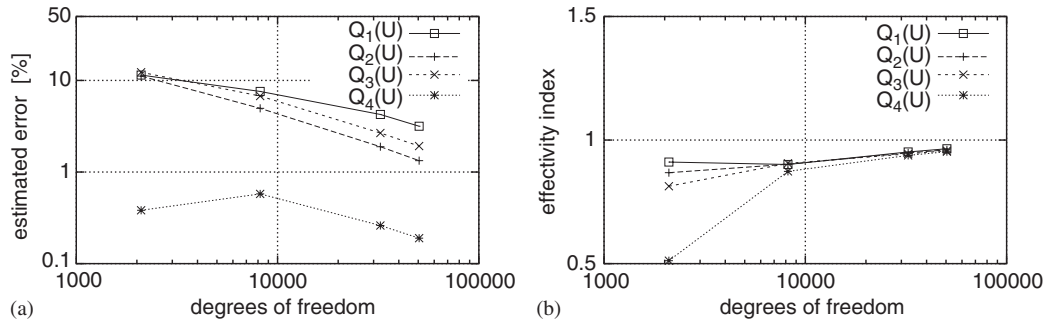 50
10
1
0.1
1000
10000
100000
estimated error [%]
degrees of freedom
Q1(U)
Q2(U)
Q3(U)
Q4(U)
(a)
1.5
1
0.5
1000
10000
100000
effectivity index
degrees of freedom
Q1(U)
Q2(U)
Q3(U)
Q4(U)
(b)